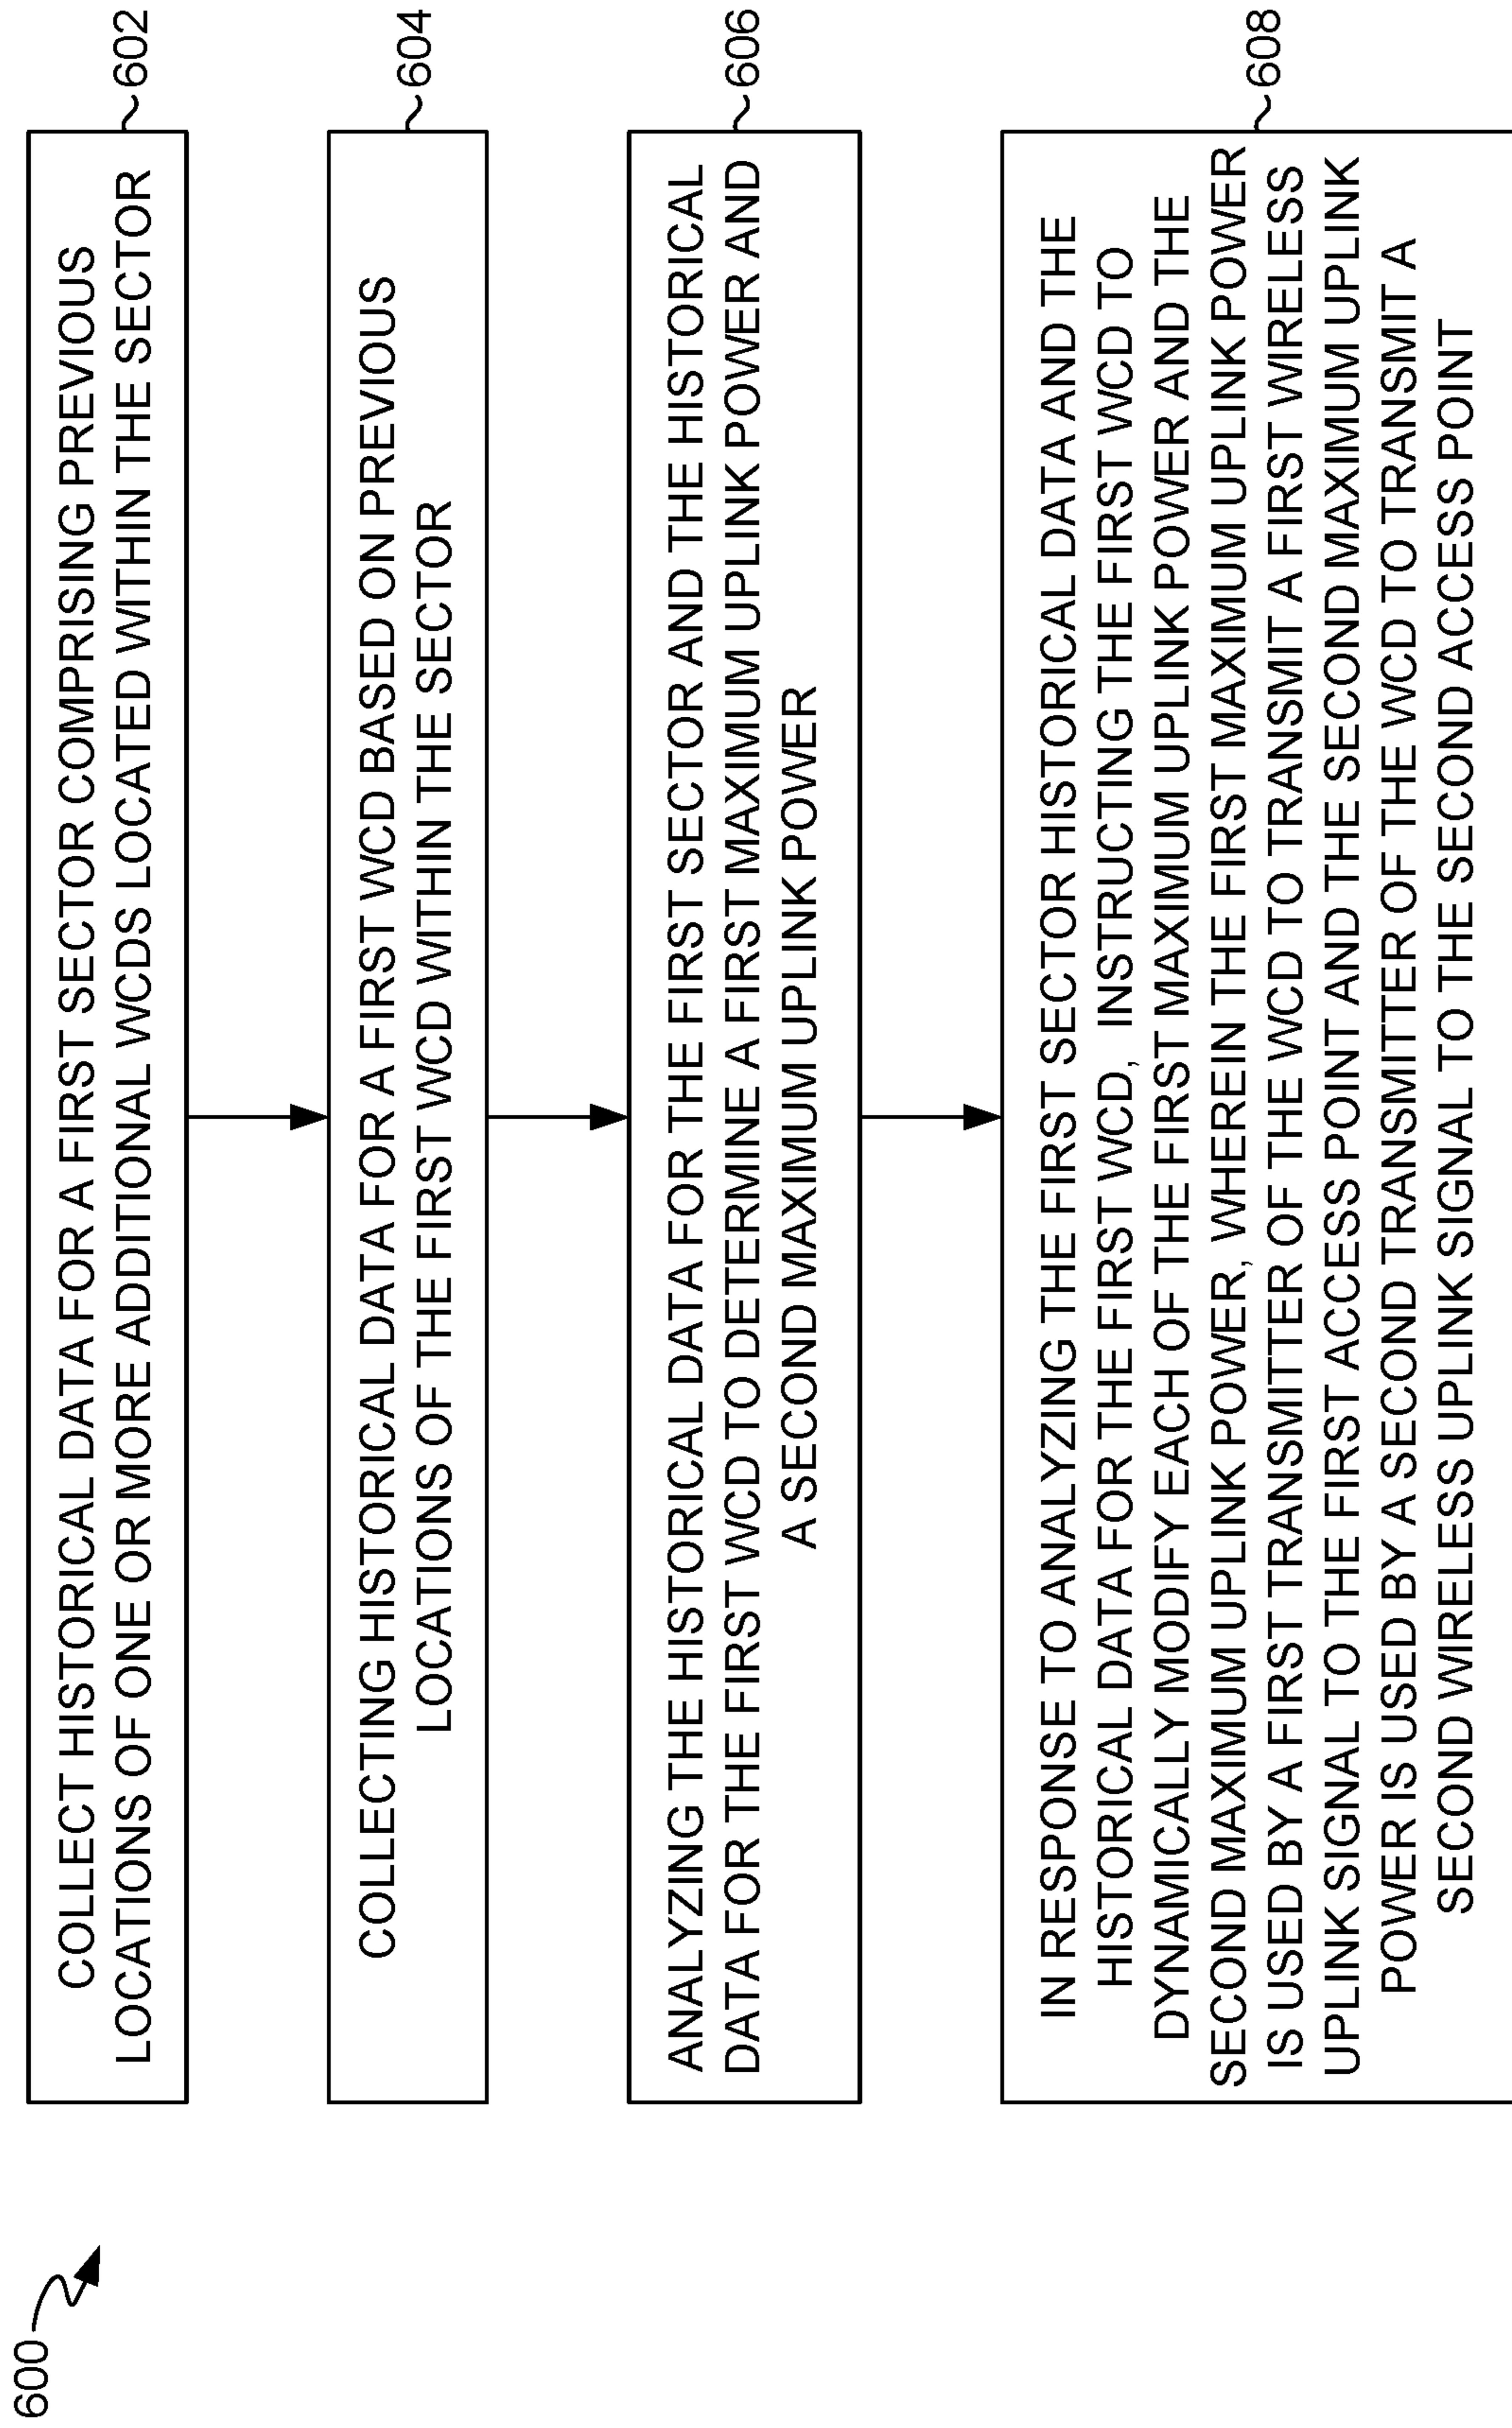 600
COLLECT HISTORICAL DATA FOR A FIRST SECTOR COMPRISING PREVIOUS
LOCATIONS OF ONE OR MORE ADDITIONAL WCDS LOCATED WITHIN THE SECTOR
602
COLLECTING HISTORICAL DATA FOR A FIRST WCD BASED ON PREVIOUS
LOCATIONS OF THE FIRST WCD WITHIN THE SECTOR
604
ANALYZING THE HISTORICAL DATA FOR THE FIRST SECTOR AND THE HISTORICAL
DATA FOR THE FIRST WCD TO DETERMINE A FIRST MAXIMUM UPLINK POWER AND
A SECOND MAXIMUM UPLINK POWER
606
IN RESPONSE TO ANALYZING THE FIRST SECTOR HISTORICAL DATA AND THE
HISTORICAL DATA FOR THE FIRST WCD, INSTRUCTING THE FIRST WCD TO
DYNAMICALLY MODIFY EACH OF THE FIRST MAXIMUM UPLINK POWER AND THE
SECOND MAXIMUM UPLINK POWER, WHEREIN THE FIRST MAXIMUM UPLINK POWER
IS USED BY A FIRST TRANSMITTER OF THE WCD TO TRANSMIT A FIRST WIRELESS
UPLINK SIGNAL TO THE FIRST ACCESS POINT AND THE SECOND MAXIMUM UPLINK
POWER IS USED BY A SECOND TRANSMITTER OF THE WCD TO TRANSMIT A
SECOND WIRELESS UPLINK SIGNAL TO THE SECOND ACCESS POINT
608